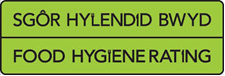 SGÔR HYLENDID BWYD
FOOD HYGIENE RATING